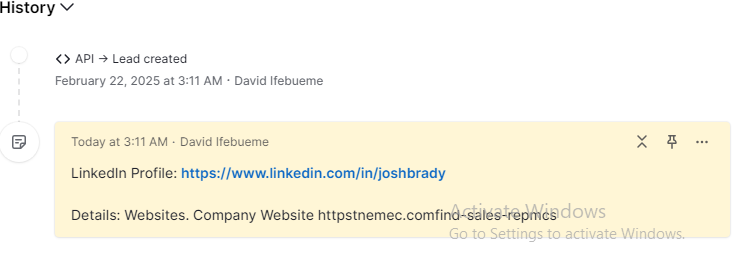 History
API → Lead created
February 22, 2025 at 3:11 AM · David Ifebueme
Today at 3:11 AM · David Ifebueme
LinkedIn Profile: https://www.linkedin.com/in/joshbrady
Details: Websites. Company Website httpstnemec.comfind-sales-repmcs
Activate Windows
Go to Settings to activate Windows.